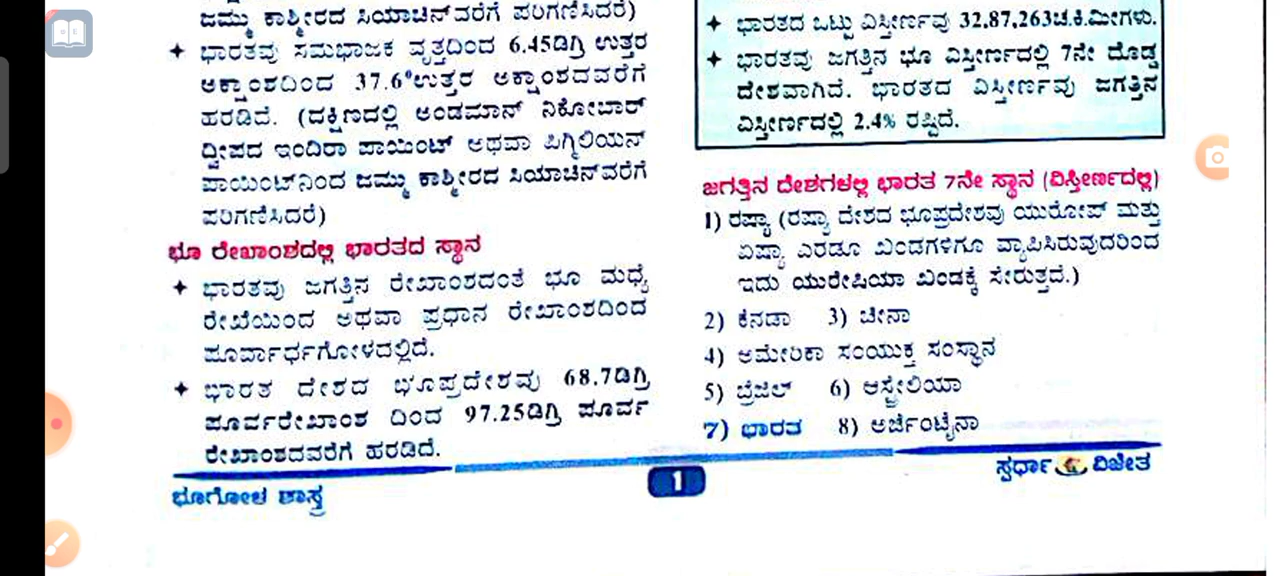 ಜಮ್ಮು ಕಾಶ್ಮೀರದ ಸಿಯಾಚಿನ್‌ವರೆಗೆ ಪರಿಗಣಿಸಿದರೆ)
ಭಾರತವು ಸಮಭಾಜಕ ವೃತ್ತದಿಂದ 6.45ಡಿಗ್ರಿ ಉತ್ತರ
ಅಕ್ಷಾಂಶದಿಂದ 37.6°ಉತ್ತರ ಅಕ್ಷಾಂಶದವರೆಗೆ
ಹರಡಿದೆ. (ದಕ್ಷಿಣದಲ್ಲಿ ಅಂಡಮಾನ್ ನಿಕೋಬಾರ್
ದ್ವೀಪದ ಇಂದಿರಾ ಪಾಯಿಂಟ್ ಅಥವಾ ಪಿಗ್ಮಿಲಿಯನ್
ಪಾಯಿಂಟ್‌ನಿಂದ ಜಮ್ಮು ಕಾಶ್ಮೀರದ ಸಿಯಾಚಿನ್‌ವರೆಗೆ
ಪರಿಗಣಿಸಿದರೆ)
ಭೂ ರೇಖಾಂಶದಲ್ಲಿ ಭಾರತದ ಸ್ಥಾನ
ಭಾರತವು ಜಗತ್ತಿನ ರೇಖಾಂಶದಂತೆ ಭೂ ಮಧ್ಯೆ
ರೇಖೆಯಿಂದ ಅಥವಾ ಪ್ರಧಾನ ರೇಖಾಂಶದಿಂದ
ಪೂರ್ವಾರ್ಧಗೋಳದಲ್ಲಿದೆ.
ಭಾರತ ದೇಶದ ಭೂಪ್ರದೇಶವು 68.7ಡಿಗ್ರಿ
ಪೂರ್ವರೇಖಾಂಶ ದಿಂದ 97.25ಡಿಗ್ರಿ ಪೂರ್ವ
ರೇಖಾಂಶದವರೆಗೆ ಹರಡಿದೆ.
ಭಾರತದ ಒಟ್ಟು ವಿಸ್ತೀರ್ಣವು 32,87,263ಚ.ಕಿ.ಮೀಗಳು.
ಭಾರತವು ಜಗತ್ತಿನ ಭೂ ವಿಸ್ತೀರ್ಣದಲ್ಲಿ 7ನೇ ದೊಡ್ಡ
ದೇಶವಾಗಿದೆ. ಭಾರತದ ವಿಸ್ತೀರ್ಣವು ಜಗತ್ತಿನ
ವಿಸ್ತೀರ್ಣದಲ್ಲಿ 2.4% ರಷ್ಟಿದೆ.
ಜಗತ್ತಿನ ದೇಶಗಳಲ್ಲಿ ಭಾರತ 7ನೇ ಸ್ಥಾನ (ವಿಸ್ತೀರ್ಣದಲ್ಲಿ)
1) ರಷ್ಯಾ (ರಷ್ಯಾ ದೇಶದ ಭೂಪ್ರದೇಶವು ಯುರೋಪ್ ಮತ್ತು
ಏಷ್ಯಾ ಎರಡೂ ಖಂಡಗಳಿಗೂ ವ್ಯಾಪಿಸಿರುವುದರಿಂದ
ಇದು ಯುರೇಷಿಯಾ ಖಂಡಕ್ಕೆ ಸೇರುತ್ತದೆ.)
2) ಕೆನಡಾ 3) ಚೀನಾ
4) ಅಮೇರಿಕಾ ಸಂಯುಕ್ತ ಸಂಸ್ಥಾನ
5) ಬ್ರೆಜಿಲ್ 6) ಆಸ್ಟ್ರೇಲಿಯಾ
7) ಭಾರತ 8) ಅರ್ಜೆಂಟೈನಾ
ಭೂಗೋಳ ಶಾಸ್ತ್ರ
1
ಸ್ಪರ್ಧಾ ವಿಜೇತ